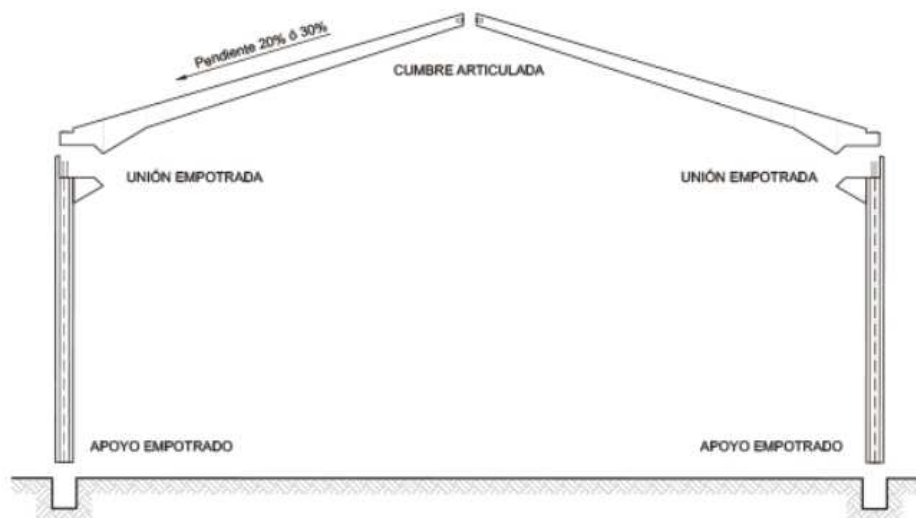 Pendiente 20% ó 30%
CUMBRE ARTICULADA
UNIÓN EMPOTRADA
UNIÓN EMPOTRADA
APOYO EMPOTRADO
APOYO EMPOTRADO